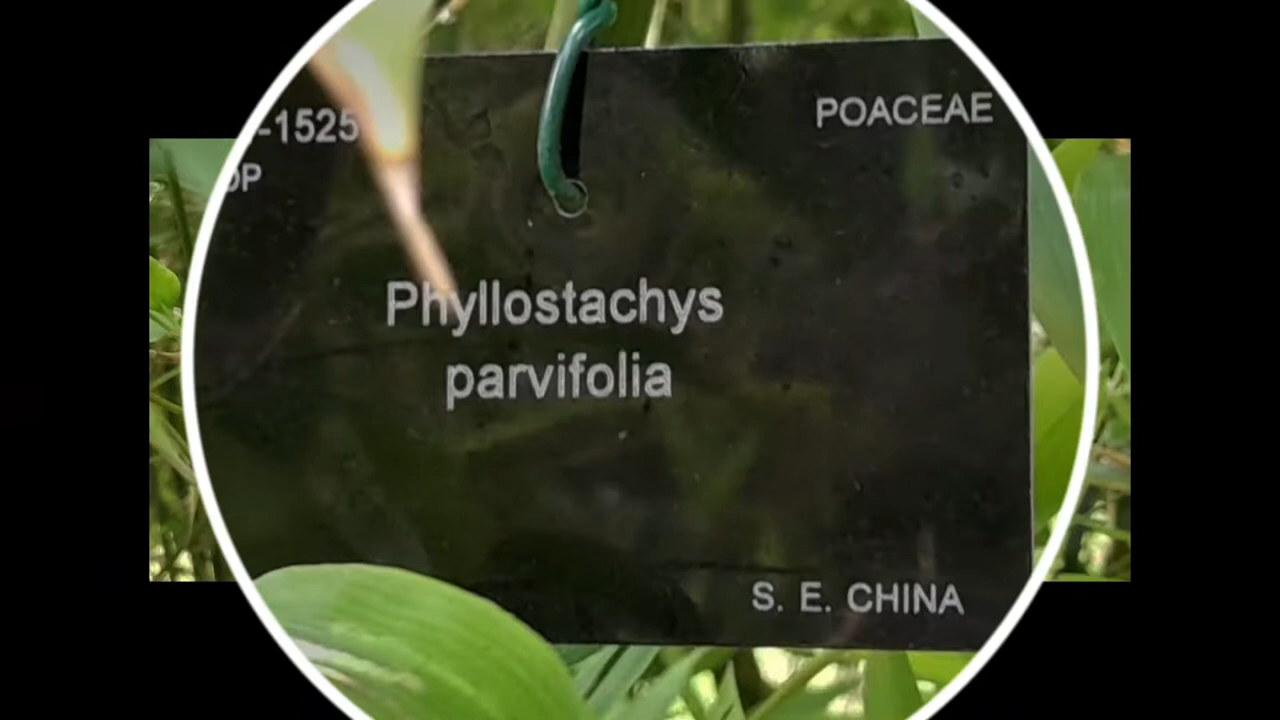 -1525
POACEAE
Phyllostachys
parvifolia
S. E. CHINA